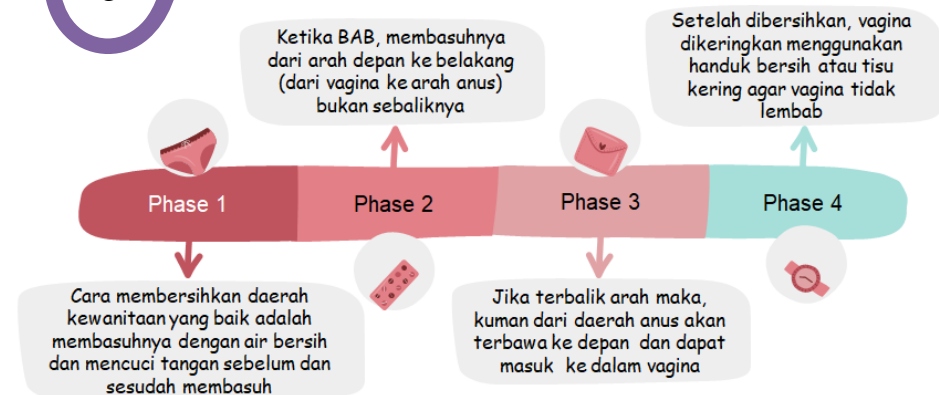 Phase 1
Cara membersihkan daerah
kewanitaan yang baik adalah
membasuhnya dengan air bersih
dan mencuci tangan sebelum dan
sesudah membasuh
Phase 2
Ketika BAB, membasuhnya
dari arah depan ke belakang
(dari vagina ke arah anus)
bukan sebaliknya
Phase 3
Jika terbalik arah maka,
kuman dari daerah anus akan
terbawa ke depan dan dapat
masuk ke dalam vagina
Phase 4
Setelah dibersihkan, vagina
dikeringkan menggunakan
handuk bersih atau tisu
kering agar vagina tidak
lembab